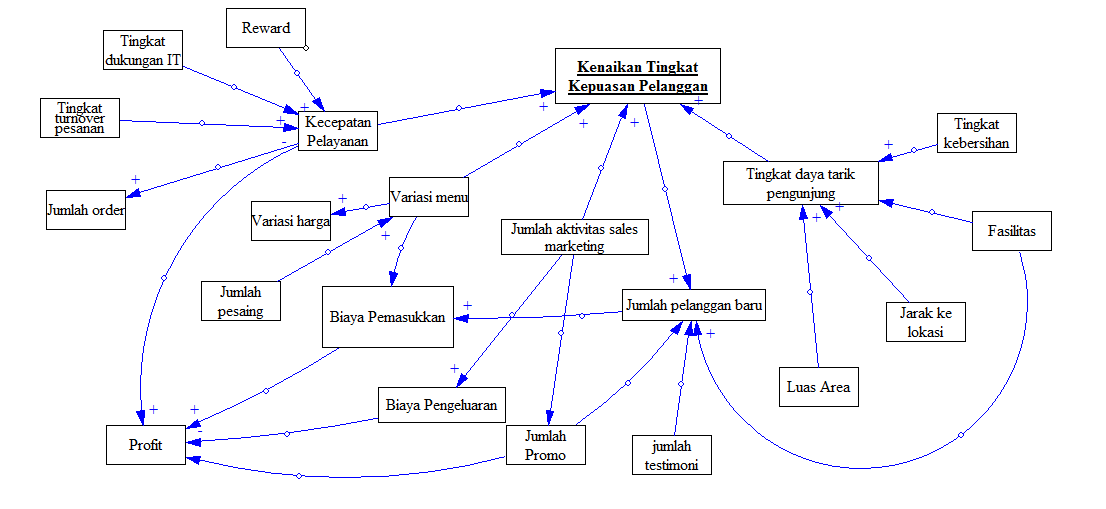 Reward
Tingkat
dukungan IT
Kenaikan Tingkat
Kepuasan Pelanggan
+
+
Tingkat
turnover
pesanan
+
+
-
Kecepatan
Pelayanan
+
+
+
Tingkat
kebersihan
+
Tingkat daya tarik
pengunjung
+
Jumlah order
Variasi menu
+
Variasi harga
+
Jumlah aktivitas sales
marketing
+
+
Fasilitas
Jumlah
pesaing
Biaya Pemasukkan
+
+
Jumlah pelanggan baru
+
Jarak ke
lokasi
+
Biaya Pengeluaran
Luas Area
+
+
-
Profit
Jumlah
Promo
jumlah
testimoni